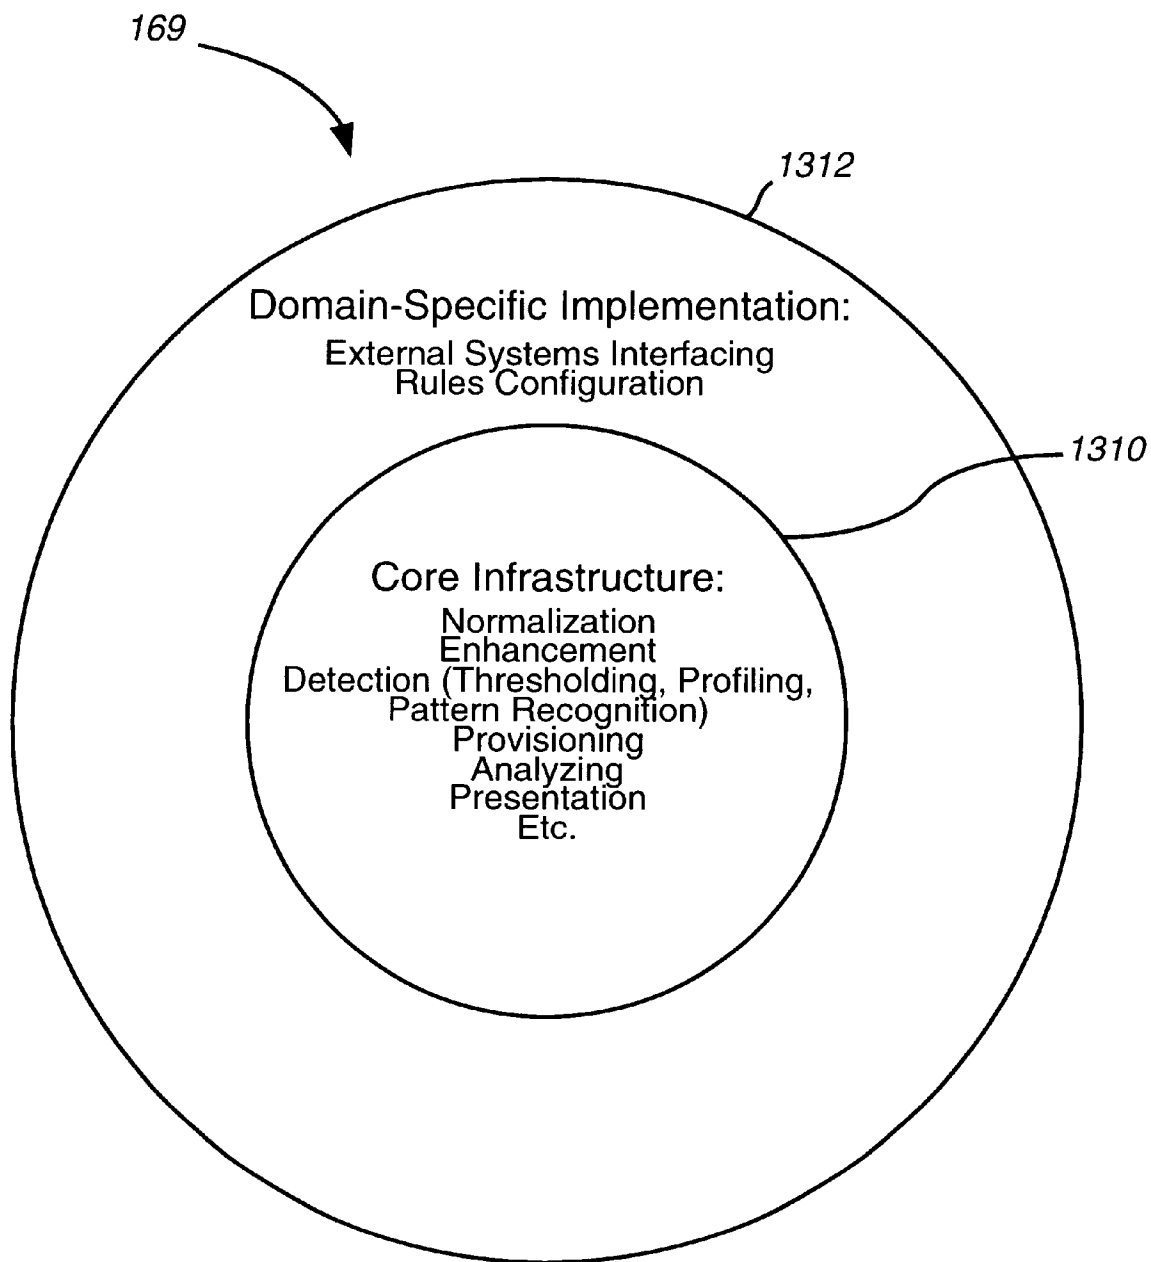 169
1312
Domain-Specific Implementation:
External Systems Interfacing
Rules Configuration
1310
Core Infrastructure:
Normalization
Enhancement
Detection (Thresholding, Profiling,
Pattern Recognition)
Provisioning
Analyzing
Presentation
Etc.